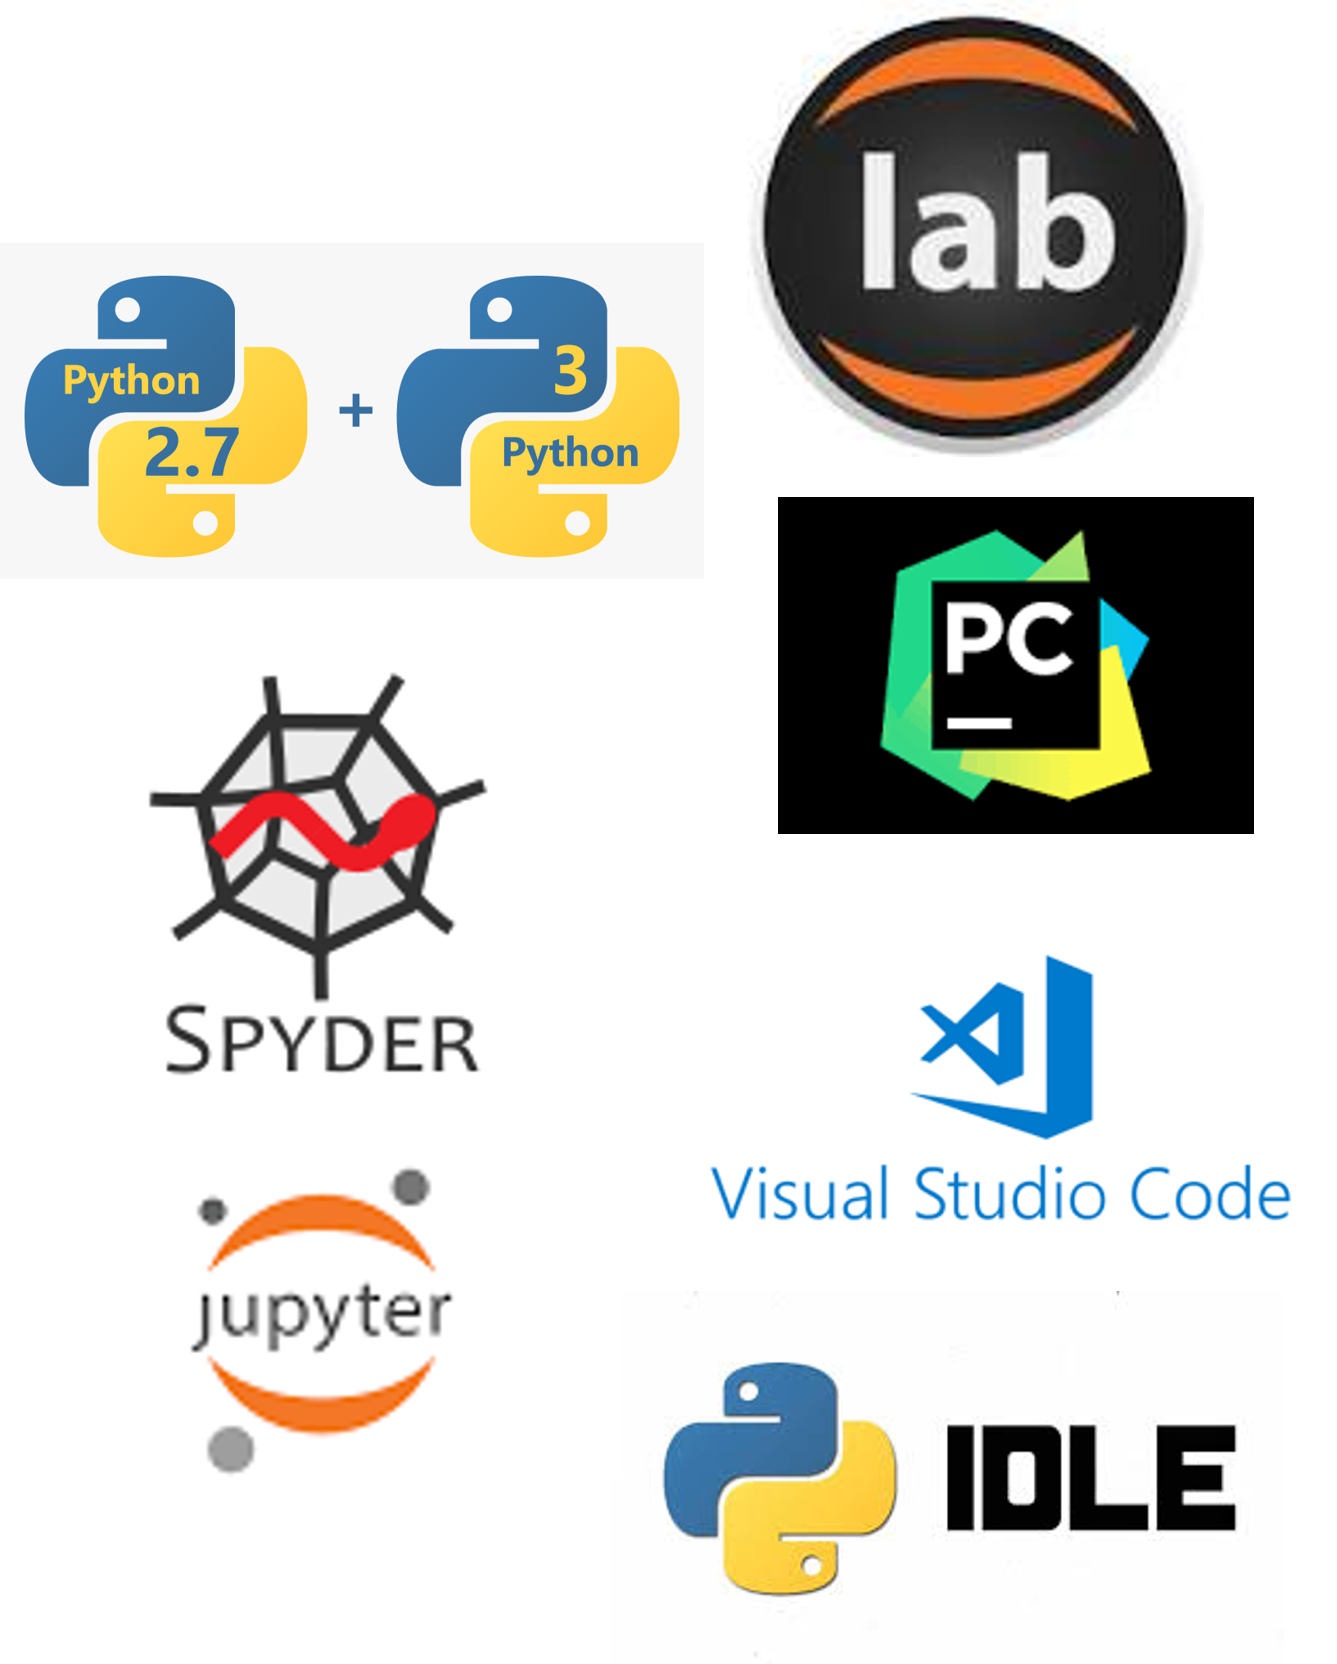 lab
Python
2.7
+
3
Python
PC
SPYDER
Visual Studio Code
jupyter
IDLE